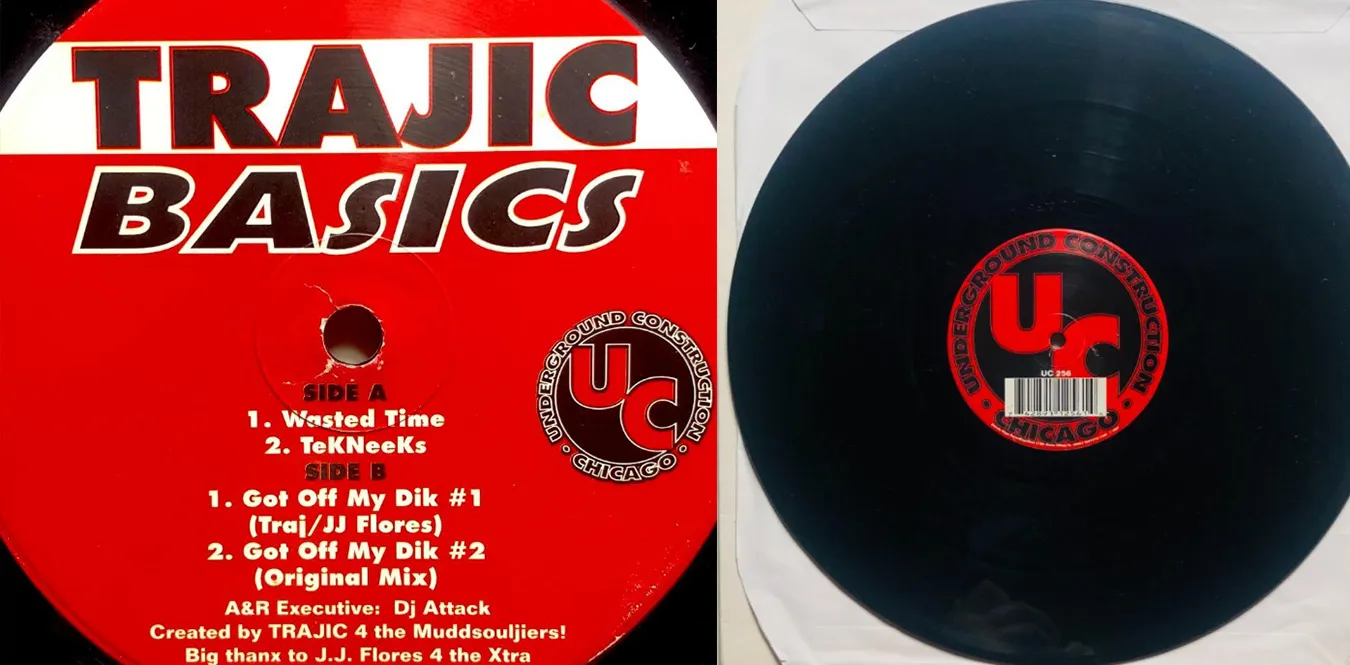 TRAJIC
BASICS
SIDE A
1. Wasted Time
2. TeKNeeKs
SIDE B
1. Got Off My Dik #1
(Traj/JJ Flores)
2. Got Off My Dik #2
(Original Mix)
A&R Executive: Dj Attack
Created by TRAJIC 4 the Muddsouljiers!
Big thanx to J.J. Flores 4 the Xtra
UNDERGROUND CONSTRUCTION
UC
• CHICAGO •
UNDERGROUND CONSTRUCTION
UC
UC 256
• CHICAGO •